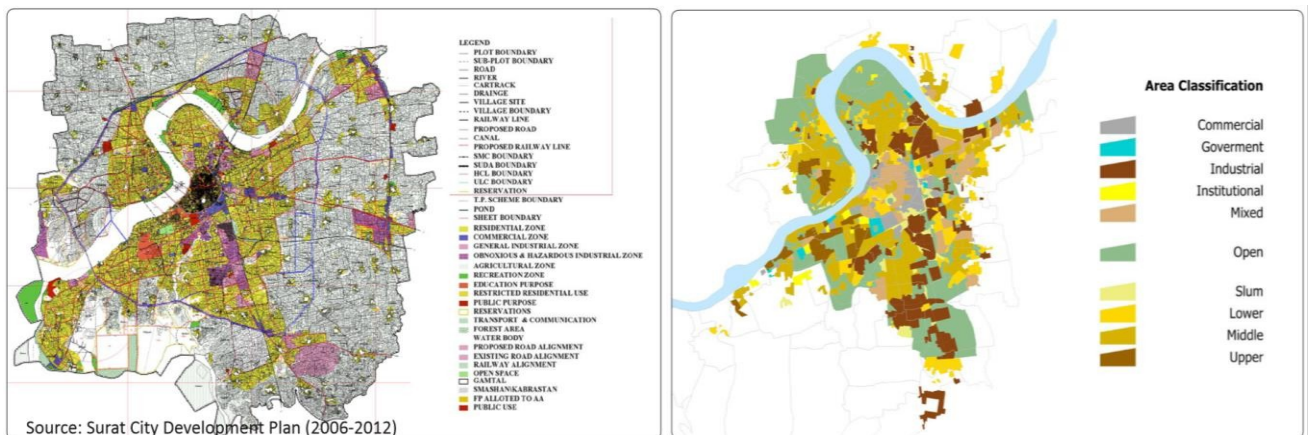 LEGEND
PLOT BOUNDARY
SUB-PLOT BOUNDARY
ROAD
RIVER
CARTRACK
DRAINGE
VILLAGE SITE
VILLAGE BOUNDARY
RAILWAY LINE
PROPOSED ROAD
CANAL
PROPOSED RAILWAY LINE
SMC BOUNDARY
SUDA BOUNDARY
HCL BOUNDARY
ULC BOUNDARY
RESERVATION
T.P. SCHEME BOUNDARY
POND
SHEET BOUNDARY
RESIDENTIAL ZONE
COMMERCIAL ZONE
GENERAL INDUSTRIAL ZONE
OBNOXIOUS & HAZARDOUS INDUSTRIAL ZONE
AGRICULTURAL ZONE
RECREATION ZONE
EDUCATION PURPOSE
RESTRICTED RESIDENTIAL USE
PUBLIC PURPOSE
RESERVATIONS
TRANSPORT & COMMUNICATION
FOREST AREA
WATER BODY
PROPOSED ROAD ALIGNMENT
EXISTING ROAD ALIGNMENT
RAILWAY ALIGNMENT
OPEN SPACE
GAMTAL
SMASHAN\KABRASTAN
FP ALLOTED TO AA
PUBLIC USE
Source: Surat City Development Plan (2006-2012)
Area Classification
Commercial
Goverment
Industrial
Institutional
Mixed
Open
Slum
Lower
Middle
Upper